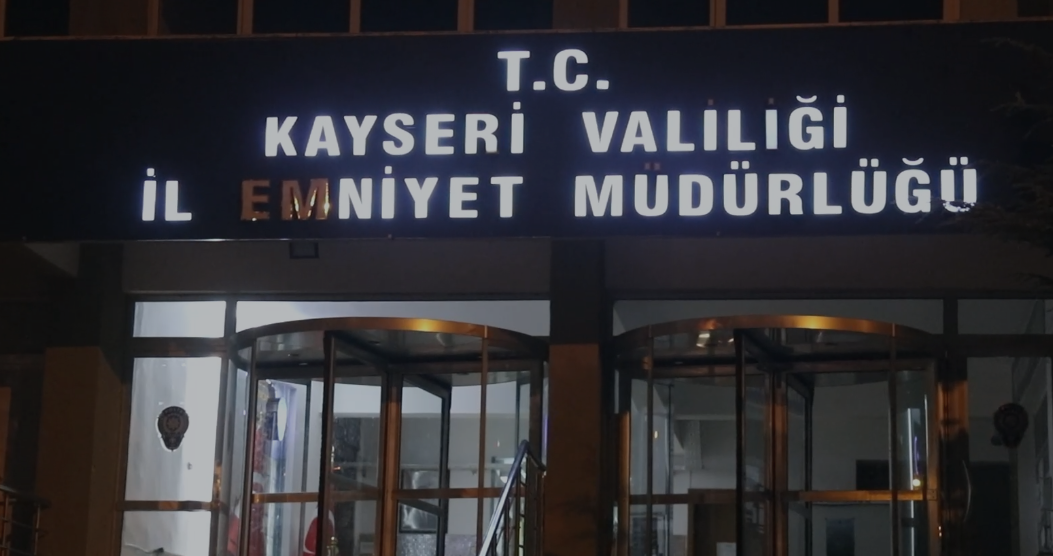 T.C.
KAYSERİ VALİLİĞİ
İL EMNİYET MÜDÜRLÜĞÜ